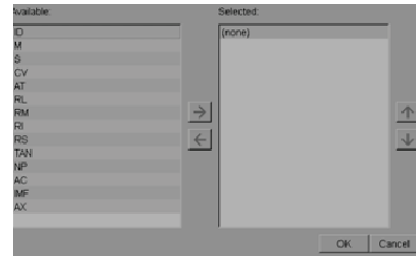 Available:
ID
M
S
CV
AT
RL
RM
RI
RS
TAN
NP
AC
IMF
AX
Selected:
(none)
OK
Cancel